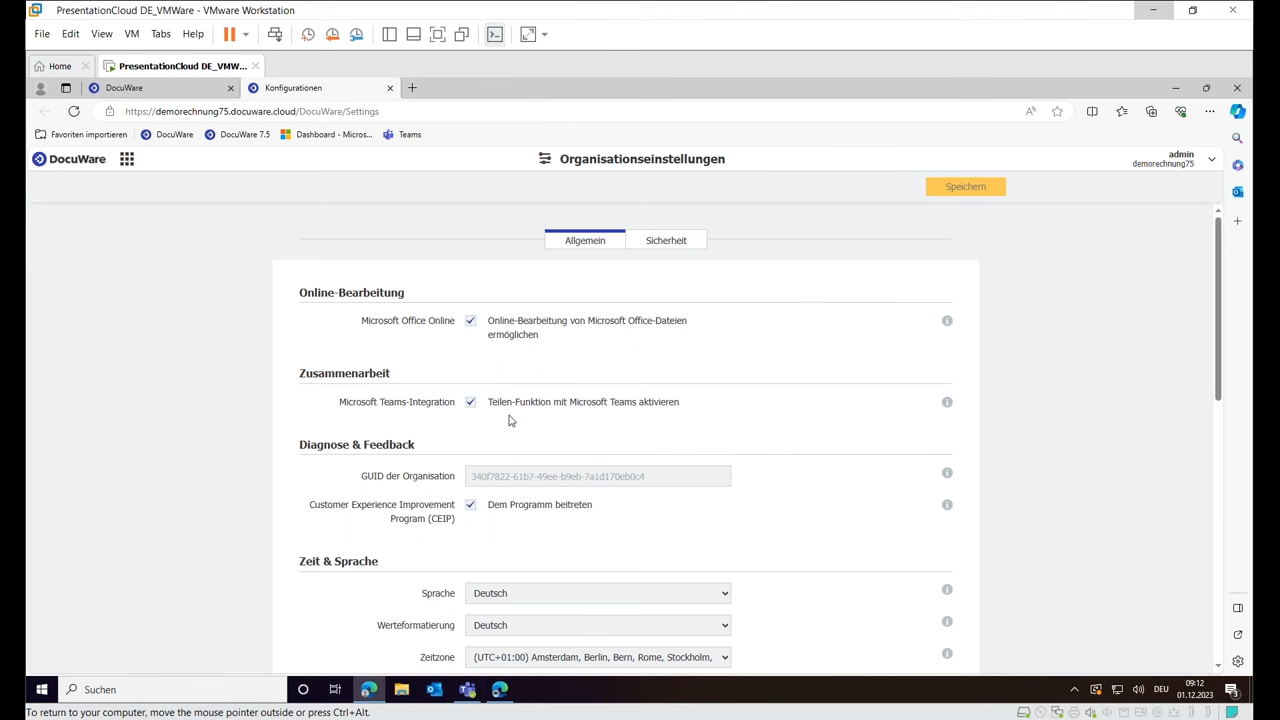 PresentationCloud DE_VMWare - VMware Workstation
File Edit View VM Tabs Help
Home PresentationCloud DE_VMW...
DocuWare Konfigurationen
https://demorechnung75.docuware.cloud/DocuWare/Settings
Favoriten importieren DocuWare DocuWare 7.5 Dashboard - Micros... Teams
DocuWare Organisationseinstellungen admin
demorechnung75
Speichern
Allgemein Sicherheit
Online-Bearbeitung
Microsoft Office Online Online-Bearbeitung von Microsoft Office-Dateien
ermöglichen
Zusammenarbeit
Microsoft Teams-Integration Teilen-Funktion mit Microsoft Teams aktivieren
Diagnose & Feedback
GUID der Organisation 340f7822-61b7-49ee-b9eb-7a1d170eb0c4
Customer Experience Improvement Dem Programm beitreten
Program (CEIP)
Zeit & Sprache
Sprache Deutsch
Werteformatierung Deutsch
Zeitzone (UTC+01:00) Amsterdam, Berlin, Bern, Rome, Stockholm,
Suchen DEU 09:12
01.12.2023 3
To return to your computer, move the mouse pointer outside or press Ctrl+Alt.